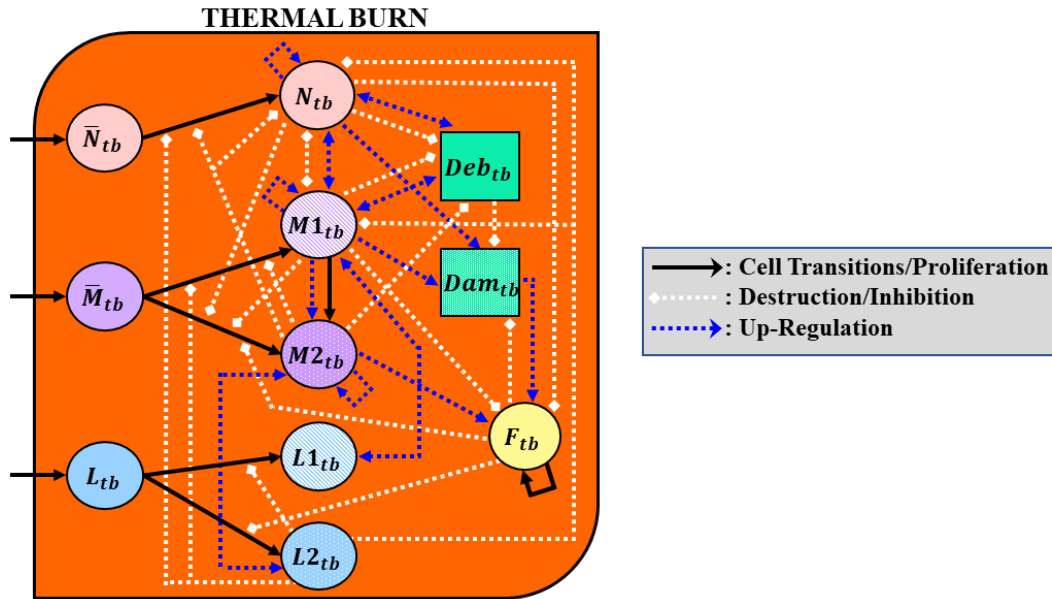 THERMAL BURN
N̅tb
Ntb
Debtb
M1tb
M̅tb
Damtb
M2tb
Ftb
Ltb
L1tb
L2tb
: Cell Transitions/Proliferation
: Destruction/Inhibition
: Up-Regulation